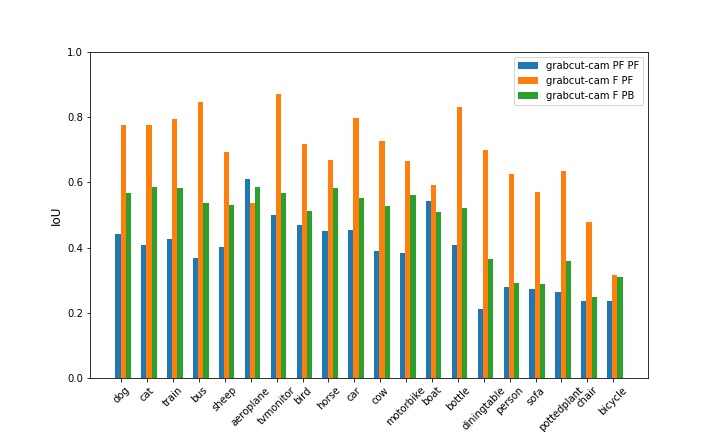 grabcut-cam PF PF
grabcut-cam F PF
grabcut-cam F PB
IoU
1.0
0.8
0.6
0.4
0.2
0.0
dog
cat
train
bus
sheep
aeroplane
tvmonitor
bird
horse
car
cow
motorbike
boat
bottle
diningtable
person
sofa
pottedplant
chair
bicycle